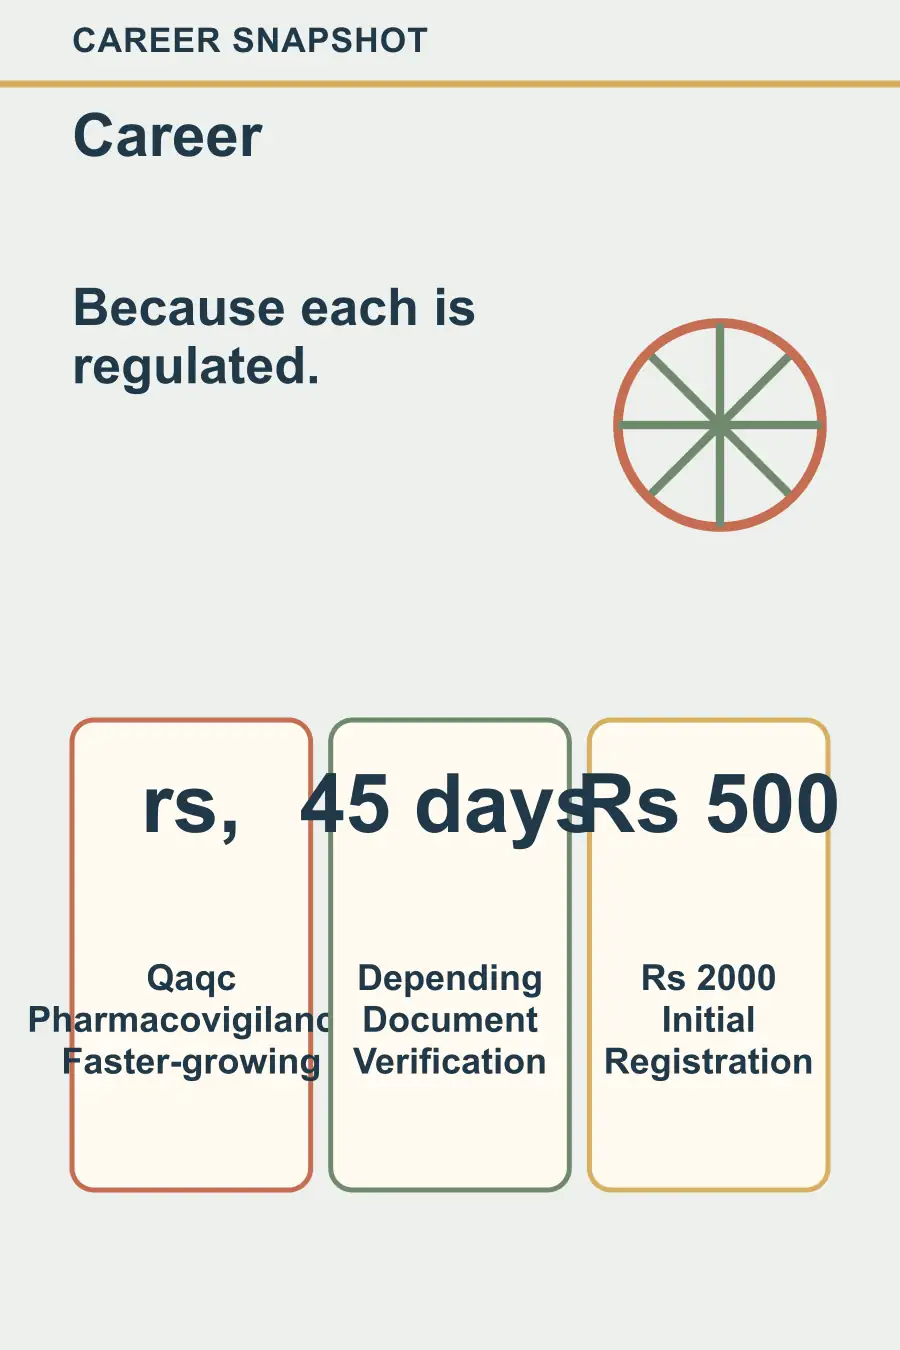 CAREER SNAPSHOT
Career
Because each is
regulated.
rs,
45 days
Rs 500
Qaqc
Faster-growing
Depending
Document
Verification
Rs 2000
Initial
Registration